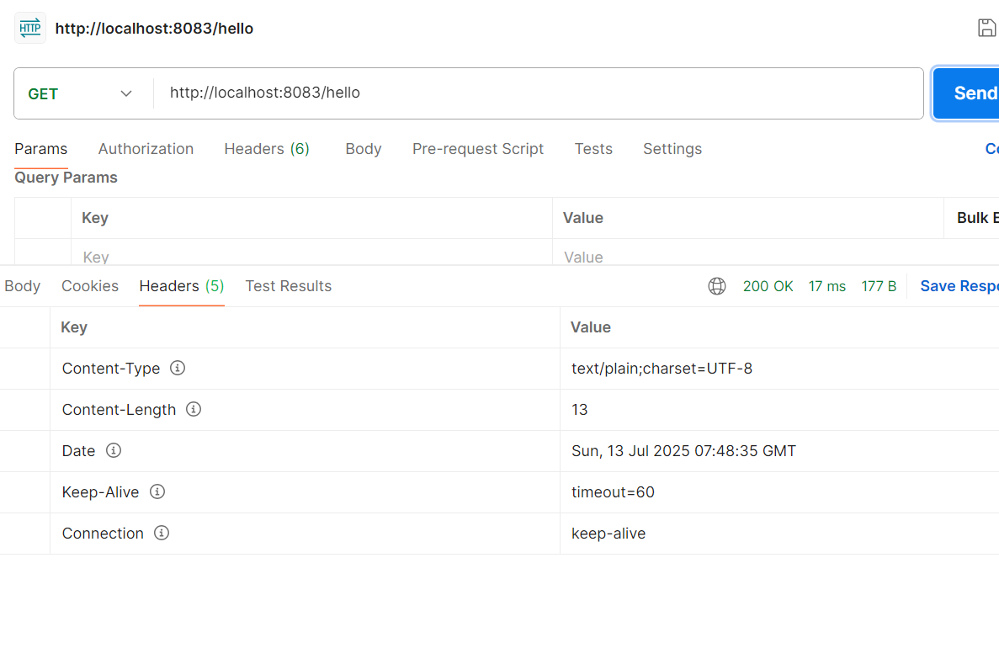 HTTP http://localhost:8083/hello
GET http://localhost:8083/hello Send
Params Authorization Headers (6) Body Pre-request Script Tests Settings
Query Params
Key Value Bulk
Key Value
Body Cookies Headers (5) Test Results 200 OK 17 ms 177 B Save
Key Value
Content-Type text/plain;charset=UTF-8
Content-Length 13
Date Sun, 13 Jul 2025 07:48:35 GMT
Keep-Alive timeout=60
Connection keep-alive